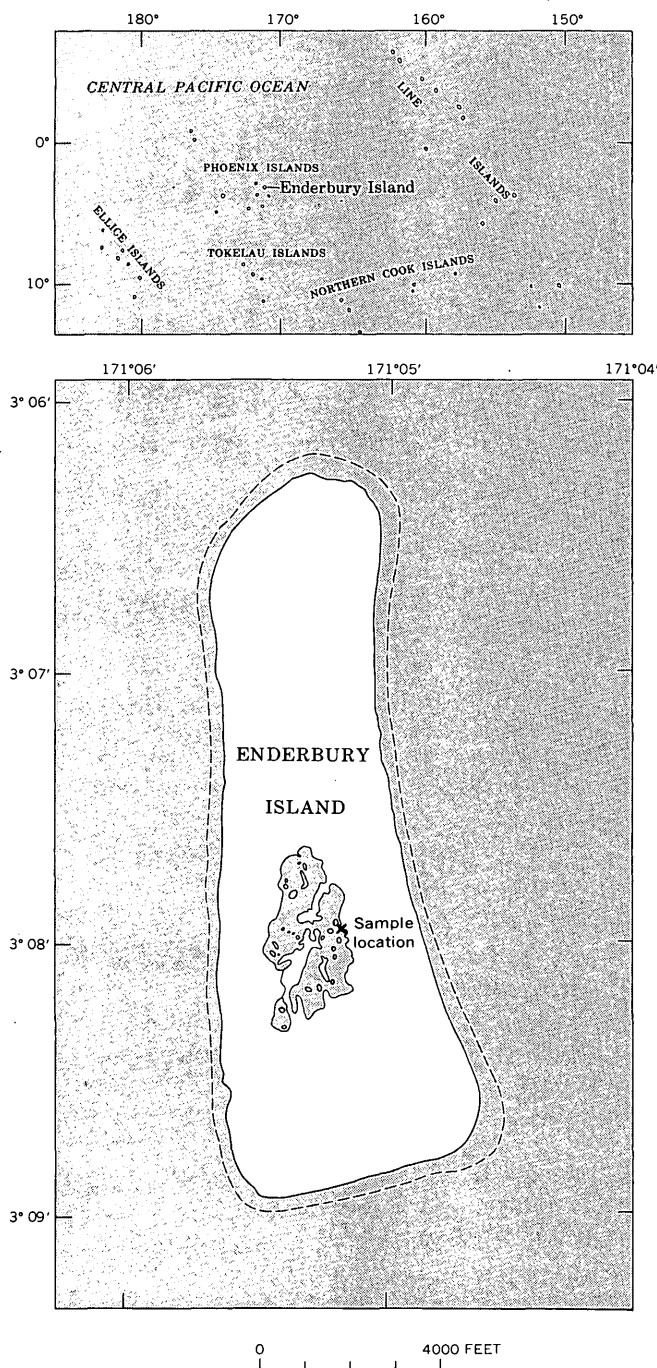 180° 170° 160° 150°
CENTRAL PACIFIC OCEAN
LINE
0°
PHOENIX ISLANDS
ISLANDS
Enderbury Island
ELLICE ISLANDS
TOKELAU ISLANDS
NORTHERN COOK ISLANDS
10°
171°06′ 171°05′ 171°04′
3° 06′
3° 07′
ENDERBURY
ISLAND
Sample
location
3° 08′
3° 09′
0 4000 FEET